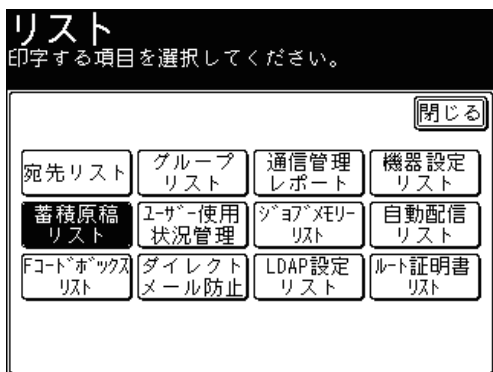 リスト
印字する項目を選択してください。
閉じる
宛先リスト
グループ
リスト
通信管理
レポート
機器設定
リスト
蓄積原稿
リスト
ユーザー使用
状況管理
ジョブメモリー
リスト
自動配信
リスト
Fコードボックス
リスト
ダイレクト
メール防止
LDAP設定
リスト
ルート証明書
リスト